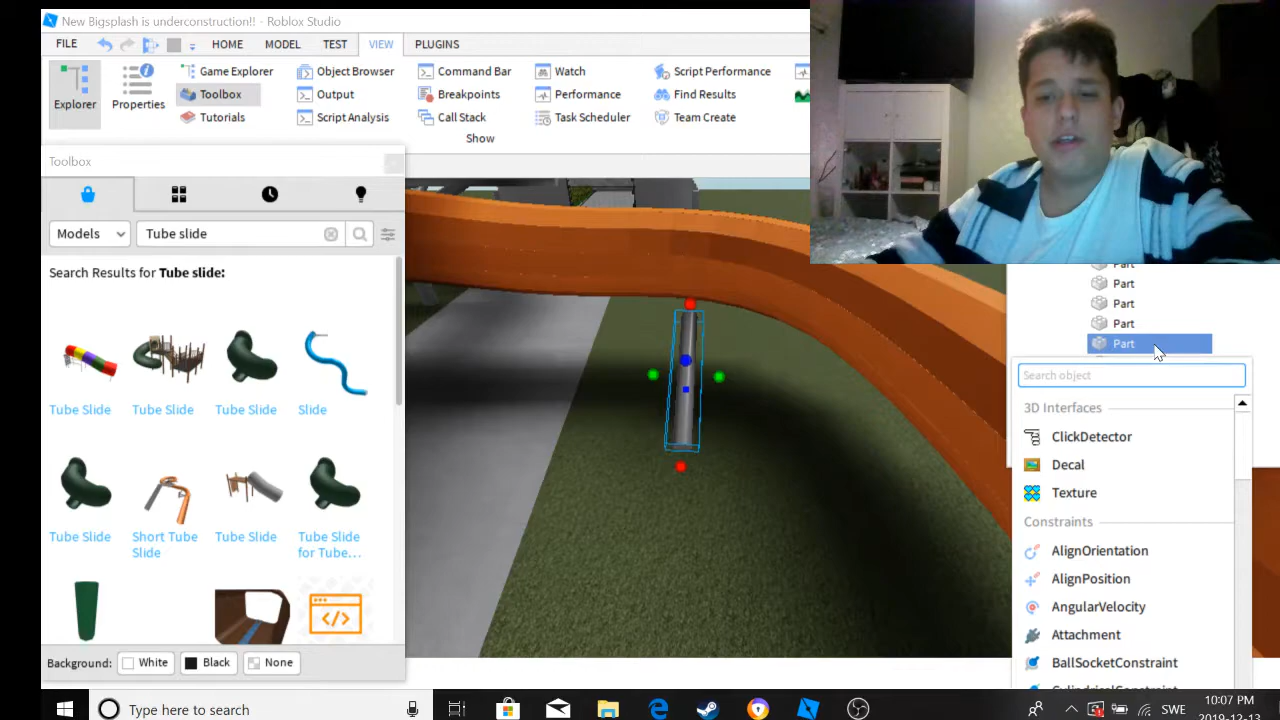 New Bigsplash is underconstruction!! - Roblox Studio
FILE HOME MODEL TEST VIEW PLUGINS
Explorer
Properties
Game Explorer
Toolbox
Tutorials
Object Browser
Output
Script Analysis
Command Bar
Breakpoints
Call Stack
Watch
Performance
Task Scheduler
Script Performance
Find Results
Team Create
Show
Toolbox
Models
Tube slide
Search Results for Tube slide:
Tube Slide
Tube Slide
Tube Slide
Slide
Tube Slide
Short Tube
Slide
Tube Slide
Tube Slide
for Tube...
Background: White Black None
Part
Part
Part
Part
Part
Search object
3D Interfaces
ClickDetector
Decal
Texture
Constraints
AlignOrientation
AlignPosition
AngularVelocity
Attachment
BallSocketConstraint
CylindricalConstraint
Type here to search
SWE
10:07 PM
2019-12-13